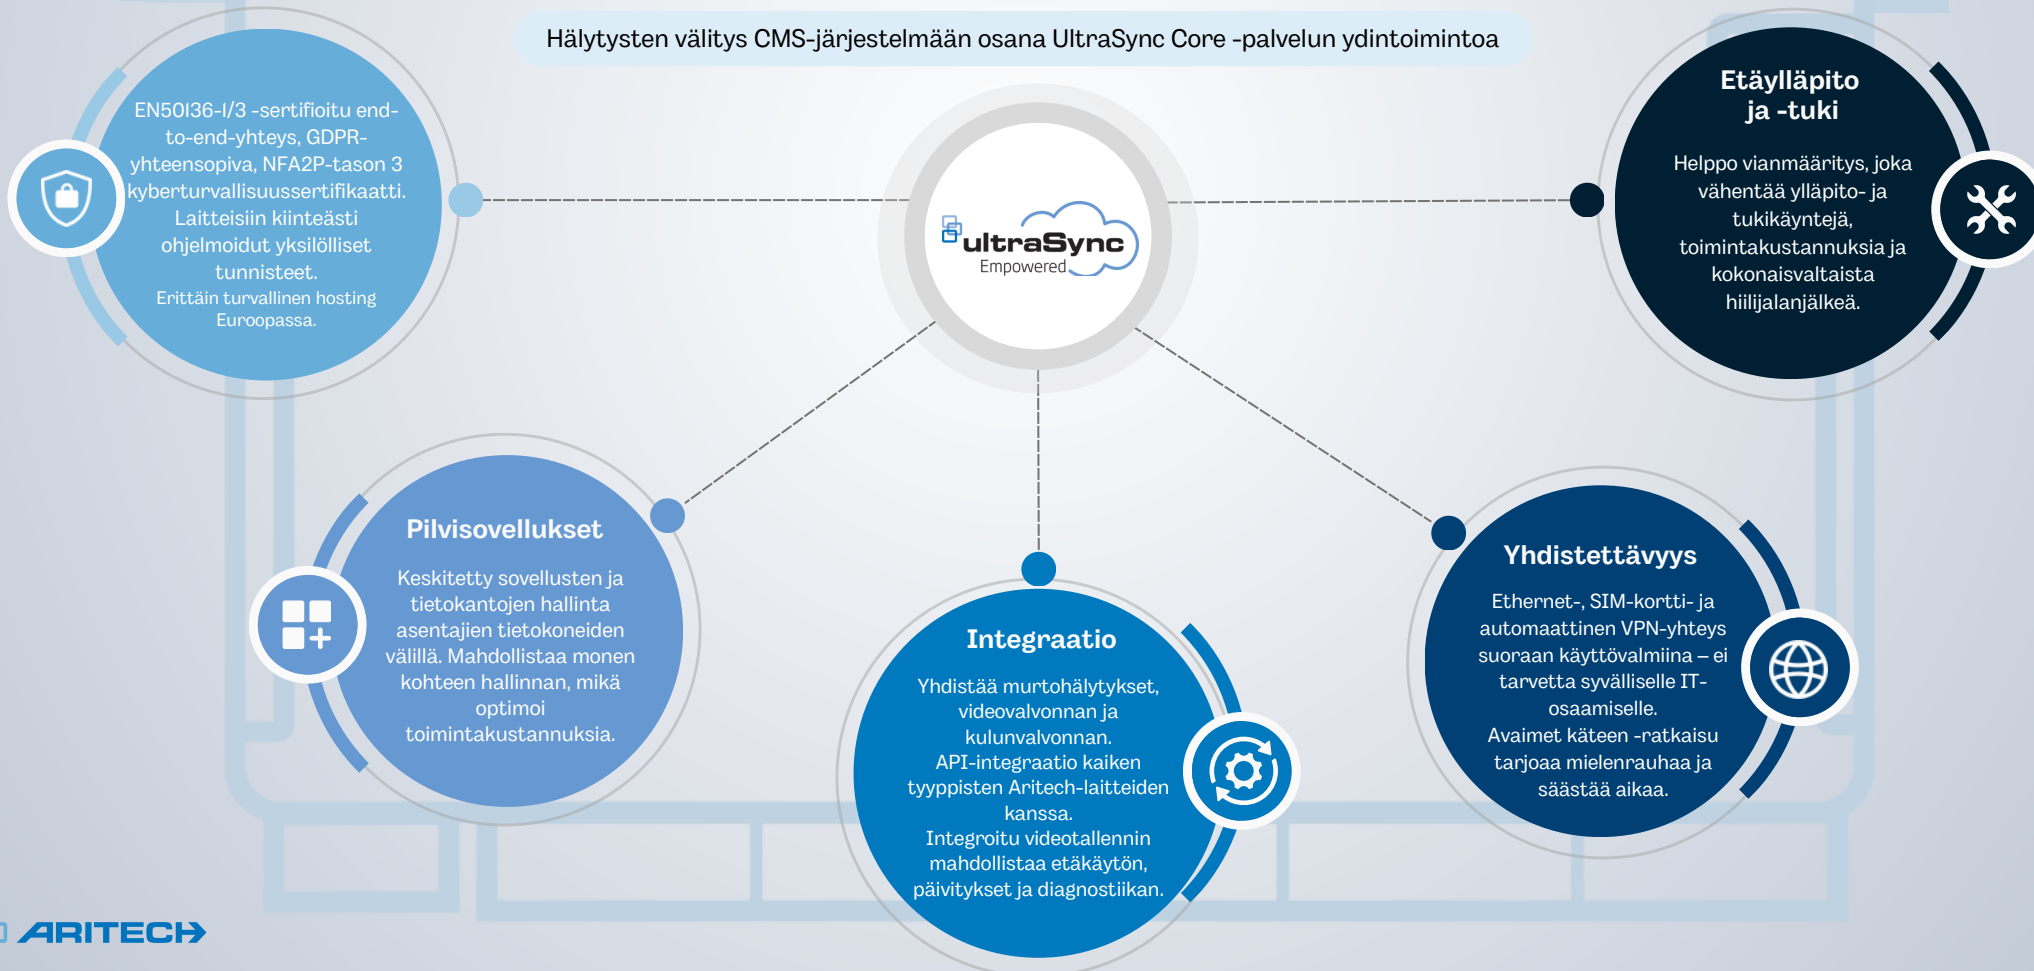 Hälytysten välitys CMS-järjestelmään osana UltraSync Core -palvelun ydintoimintoa
EN50136-1/3 -sertifioitu end-
to-end-yhteys, GDPR-
yhteensopiva, NFA2P-tason 3
kyberturvallisuussertifikaatti.
Laitteisiin kiinteästi
ohjelmoidut yksilölliset
tunnisteet.
Erittäin turvallinen hosting
Euroopassa.
ultraSync
Empowered
Etäylläpito
ja -tuki
Helppo vianmääritys, joka
vähentää ylläpito- ja
tukikäyntejä,
toimintakustannuksia ja
kokonaisvaltaista
hiilijalanjälkeä.
Pilvisovellukset
Keskitetty sovellusten ja
tietokantojen hallinta
asentajien tietokoneiden
välillä. Mahdollistaa monen
kohteen hallinnan, mikä
optimoi
toimintakustannuksia.
Integraatio
Yhdistää murtohälytykset,
videovalvonnan ja
kulunvalvonnan.
API-integraatio kaiken
tyyppisten Aritech-laitteiden
kanssa.
Integroitu videotallennin
mahdollistaa etäkäytön,
päivitykset ja diagnostiikan.
Yhdistettävyys
Ethernet-, SIM-kortti- ja
automaattinen VPN-yhteys
suoraan käyttövalmiina – ei
tarvetta syvälliselle IT-
osaamiselle.
Avaimet käteen -ratkaisu
tarjoaa mielenrauhaa ja
säästää aikaa.
ARITECH